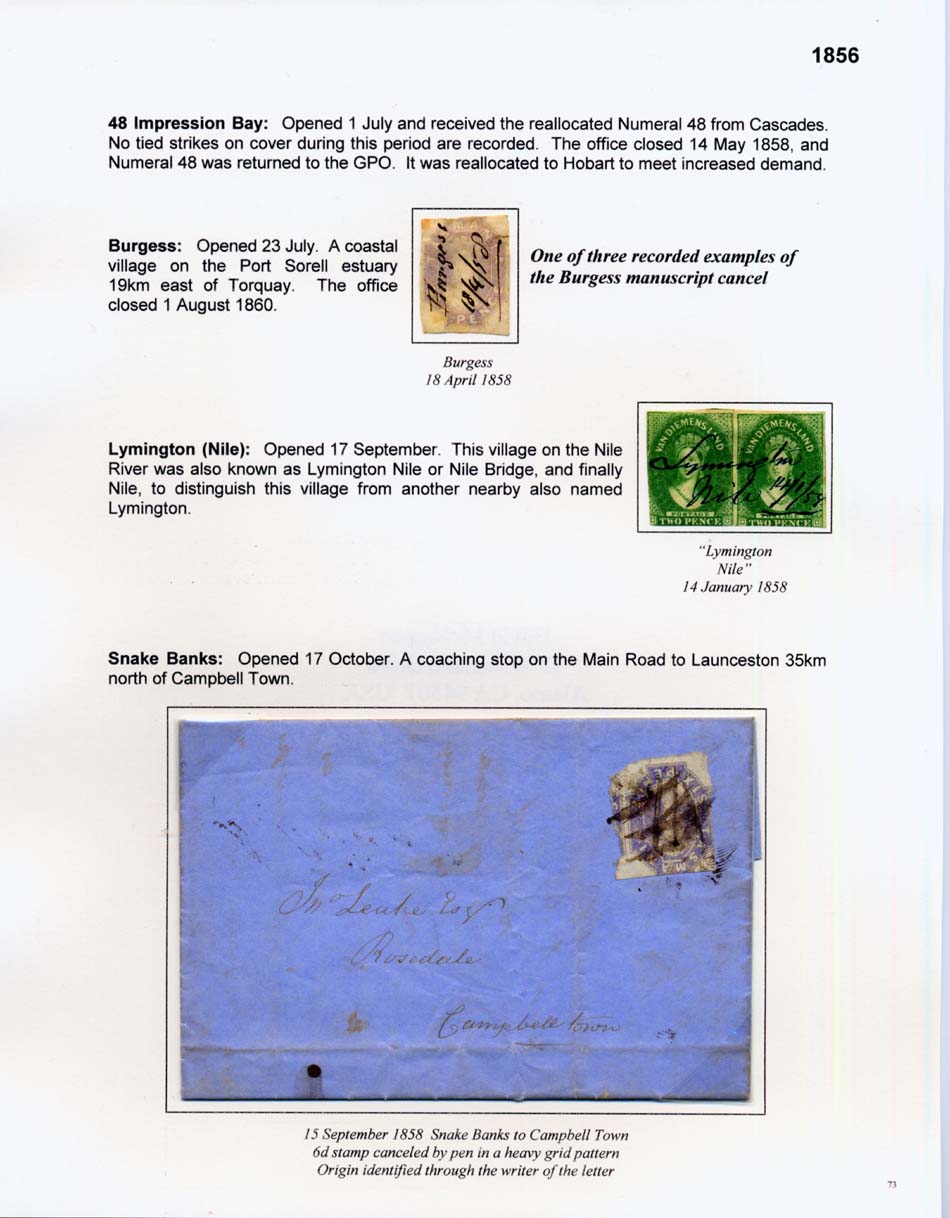 1856
48 Impression Bay: Opened 1 July and received the reallocated Numeral 48 from Cascades.
No tied strikes on cover during this period are recorded. The office closed 14 May 1858, and
Numeral 48 was returned to the GPO. It was reallocated to Hobart to meet increased demand.
Burgess: Opened 23 July. A coastal
village on the Port Sorell estuary
19km east of Torquay. The office
closed 1 August 1860.
Burgess
18/4/58
PENC
One of three recorded examples of
the Burgess manuscript cancel
Burgess
18 April 1858
Lymington (Nile): Opened 17 September. This village on the Nile
River was also known as Lymington Nile or Nile Bridge, and finally
Nile, to distinguish this village from another nearby also named
Lymington.
VAN DIEMENS LAND VAN DIEMENS LAND
Lymington
Nile 14/1/58
POSTAGE POSTAGE
TWO PENCE TWO PENCE
"Lymington
Nile"
14 January 1858
Snake Banks: Opened 17 October. A coaching stop on the Main Road to Launceston 35km
north of Campbell Town.
Jno Leake Esqr
Rosedale
Campbell Town
15 September 1858 Snake Banks to Campbell Town
6d stamp canceled by pen in a heavy grid pattern
Origin identified through the writer of the letter
73